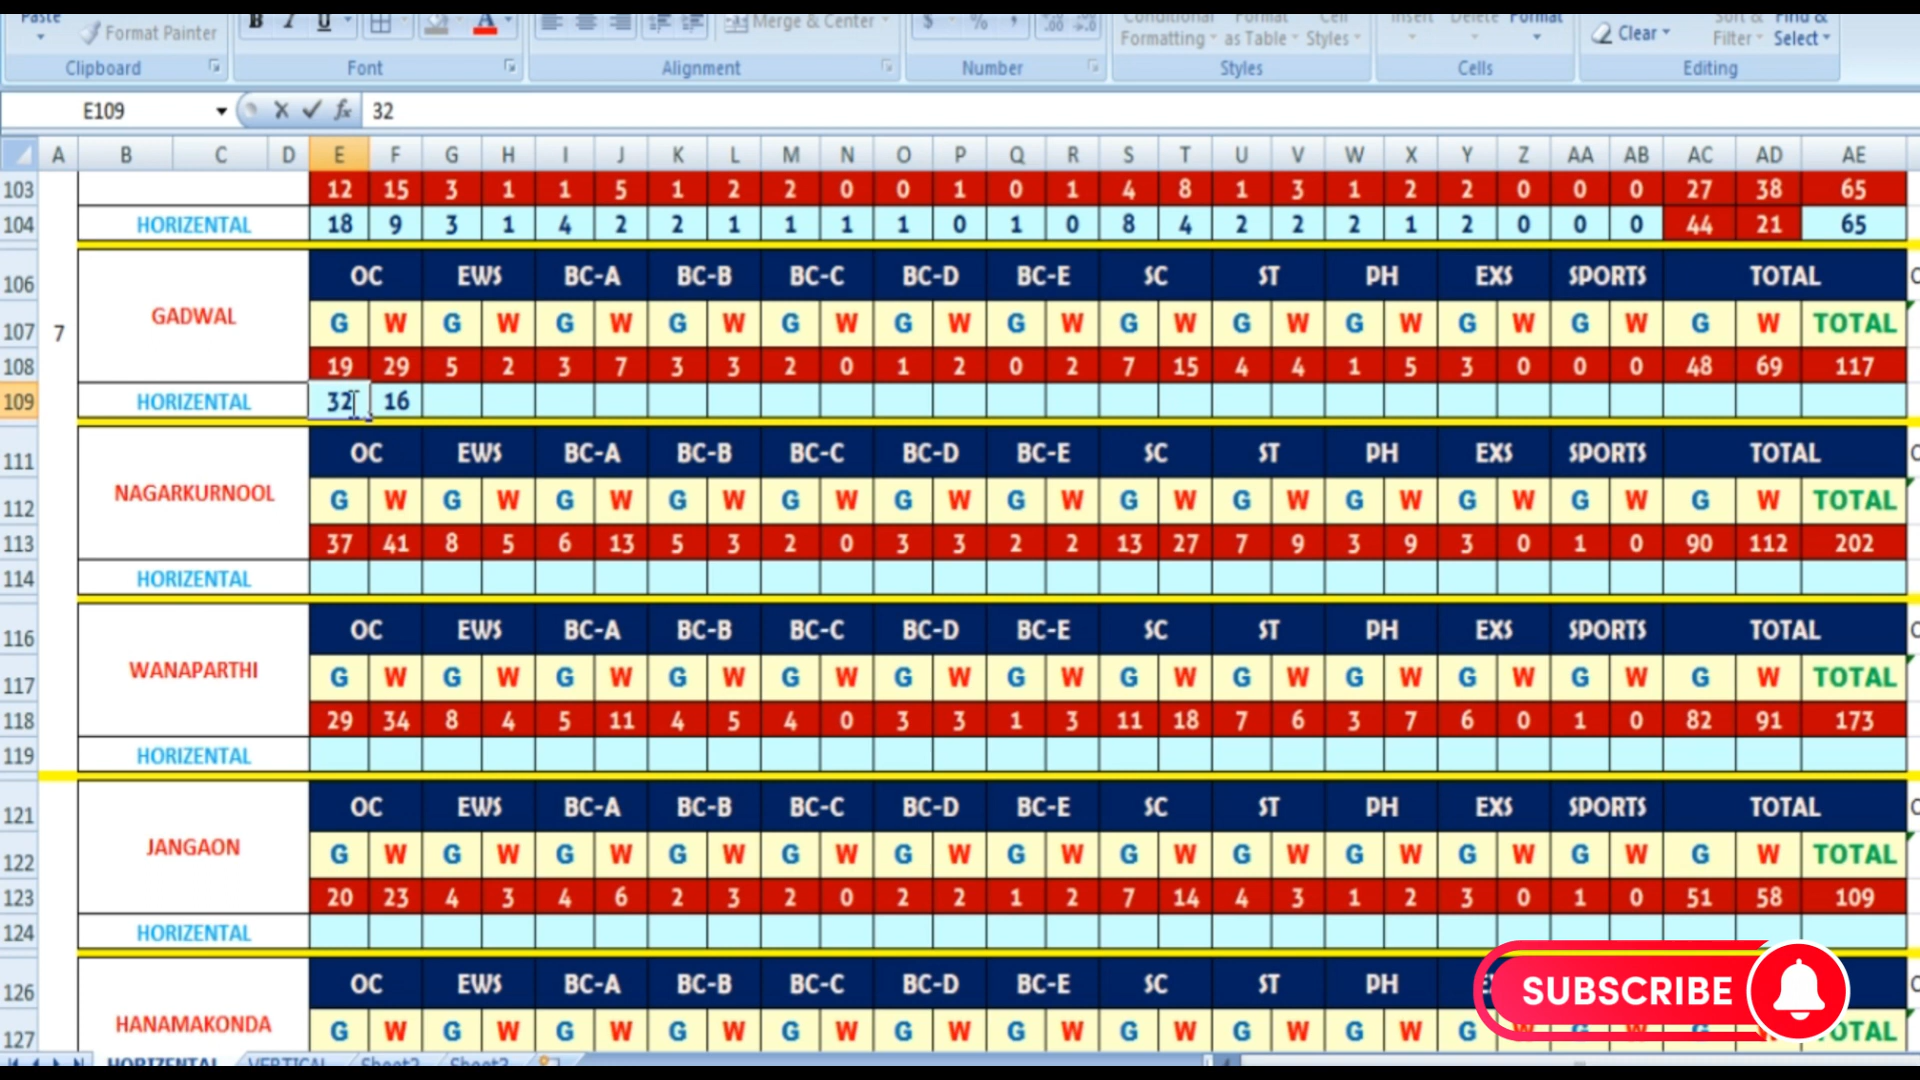 Paste Format Painter B I U A Merge & Center $ % , Conditional Formatting Format as Table Cell Styles Insert Delete Format Clear Sort & Filter Find & Select
Clipboard Font Alignment Number Styles Cells Editing
E109 fx 32
A B C D E F G H I J K L M N O P Q R S T U V W X Y Z AA AB AC AD AE
103 12 15 3 1 1 5 1 2 2 0 0 1 0 1 4 8 1 3 1 2 2 0 0 0 27 38 65
104 HORIZENTAL 18 9 3 1 4 2 2 1 1 1 1 0 1 0 8 4 2 2 2 1 2 0 0 0 44 21 65
106 OC EWS BC-A BC-B BC-C BC-D BC-E SC ST PH EXS SPORTS TOTAL
GADWAL
107 7 G W G W G W G W G W G W G W G W G W G W G W G W G W TOTAL
108 19 29 5 2 3 7 3 3 2 0 1 2 0 2 7 15 4 4 1 5 3 0 0 0 48 69 117
109 HORIZENTAL 32 16
111 OC EWS BC-A BC-B BC-C BC-D BC-E SC ST PH EXS SPORTS TOTAL
NAGARKURNOOL
112 G W G W G W G W G W G W G W G W G W G W G W G W G W TOTAL
113 37 41 8 5 6 13 5 3 2 0 3 3 2 2 13 27 7 9 3 9 3 0 1 0 90 112 202
114 HORIZENTAL
116 OC EWS BC-A BC-B BC-C BC-D BC-E SC ST PH EXS SPORTS TOTAL
WANAPARTHI
117 G W G W G W G W G W G W G W G W G W G W G W G W G W TOTAL
118 29 34 8 4 5 11 4 5 4 0 3 3 1 3 11 18 7 6 3 7 6 0 1 0 82 91 173
119 HORIZENTAL
121 OC EWS BC-A BC-B BC-C BC-D BC-E SC ST PH EXS SPORTS TOTAL
JANGAON
122 G W G W G W G W G W G W G W G W G W G W G W G W G W TOTAL
123 20 23 4 3 4 6 2 3 2 0 2 2 1 2 7 14 4 3 1 2 3 0 1 0 51 58 109
124 HORIZENTAL
126 OC EWS BC-A BC-B BC-C BC-D BC-E SC ST PH
SUBSCRIBE
HANAMAKONDA
127 G W G W G W G W G W G W G W G W G W G W G W G W G W TOTAL
HORIZENTAL VERTICAL Sheet2 Sheet3